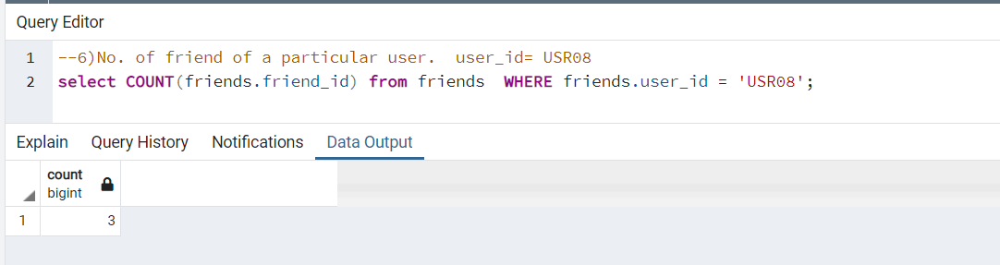 Query Editor
1 --6)No. of friend of a particular user.  user_id= USR08
2 select COUNT(friends.friend_id) from friends  WHERE friends.user_id = 'USR08';
Explain Query History Notifications Data Output
count
bigint
1 3